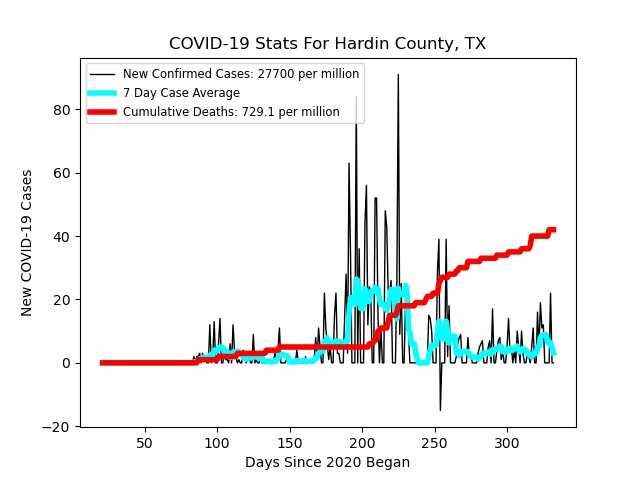 COVID-19 Stats For Hardin County, TX
New Confirmed Cases: 27700 per million
7 Day Case Average
Cumulative Deaths: 729.1 per million
New COVID-19 Cases
80
60
40
20
0
−20
50 100 150 200 250 300
Days Since 2020 Began